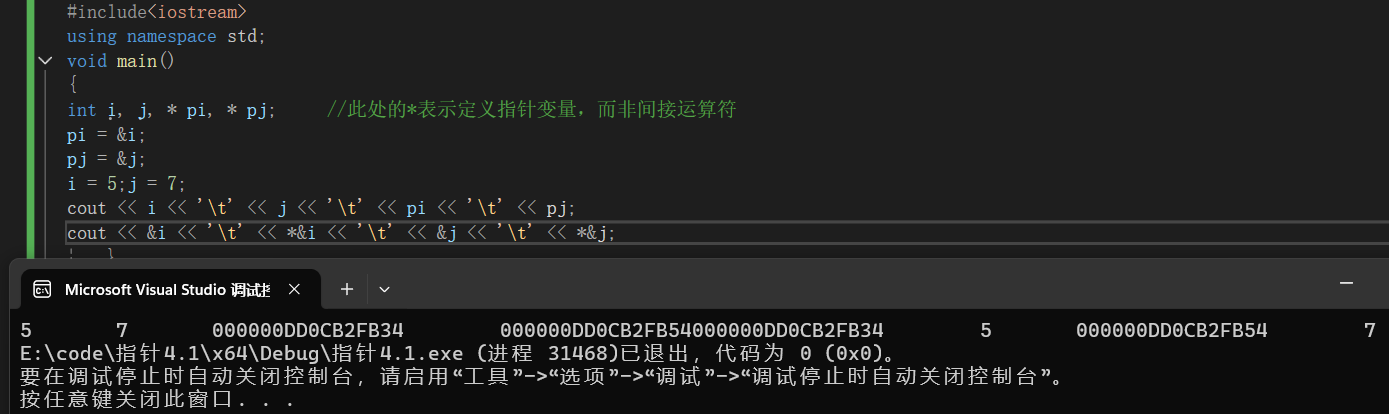 #include<iostream>
using namespace std;
void main()
{
int i, j, * pi, * pj;     //此处的*表示定义指针变量，而非间接运算符
pi = &i;
pj = &j;
i = 5;j = 7;
cout << i << '\t' << j << '\t' << pi << '\t' << pj;
cout << &i << '\t' << *&i << '\t' << &j << '\t' << *&j;
}
Microsoft Visual Studio 调试
5       7       000000DD0CB2FB34        000000DD0CB2FB54000000DD0CB2FB34        5       000000DD0CB2FB54        7
E:\code\指针4.1\x64\Debug\指针4.1.exe (进程 31468)已退出，代码为 0 (0x0)。
要在调试停止时自动关闭控制台，请启用“工具”->“选项”->“调试”->“调试停止时自动关闭控制台”。
按任意键关闭此窗口. . .